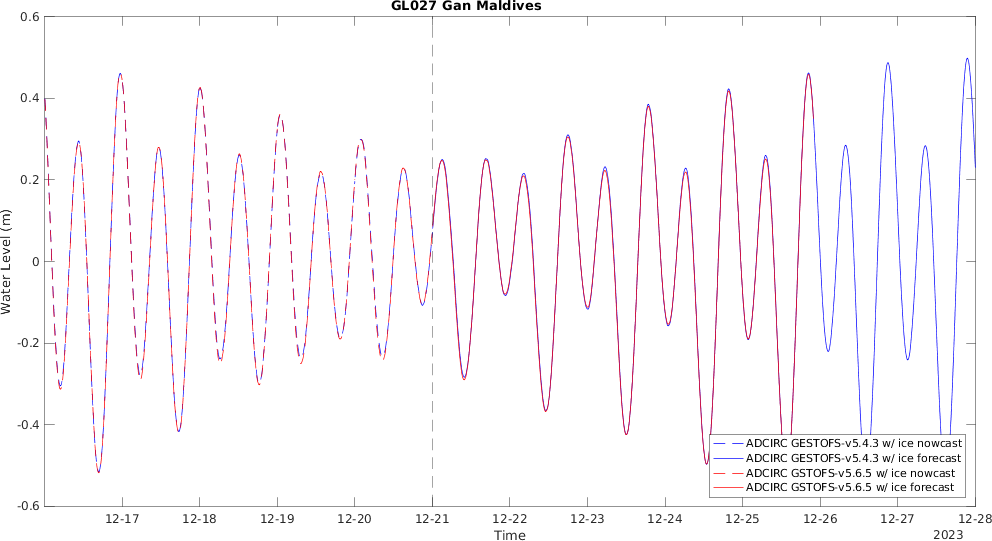 GL027 Gan Maldives
0.6
0.4
0.2
0
-0.2
-0.4
-0.6
Water Level (m)
ADCIRC GESTOFS-v5.4.3 w/ ice nowcast
ADCIRC GESTOFS-v5.4.3 w/ ice forecast
ADCIRC GSTOFS-v5.6.5 w/ ice nowcast
ADCIRC GSTOFS-v5.6.5 w/ ice forecast
12-17 12-18 12-19 12-20 12-21 12-22 12-23 12-24 12-25 12-26 12-27 12-28
Time
2023